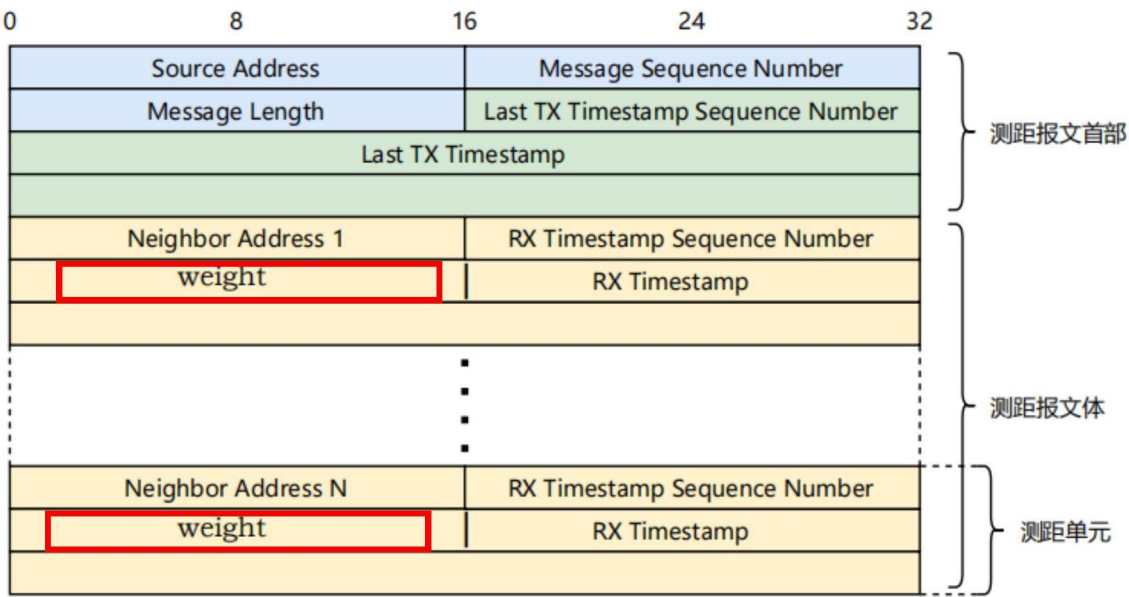 0 8 16 24 32
Source Address Message Sequence Number
Message Length Last TX Timestamp Sequence Number
测距报文首部
Last TX Timestamp
Neighbor Address 1 RX Timestamp Sequence Number
weight RX Timestamp
测距报文体
Neighbor Address N RX Timestamp Sequence Number
weight RX Timestamp
测距单元